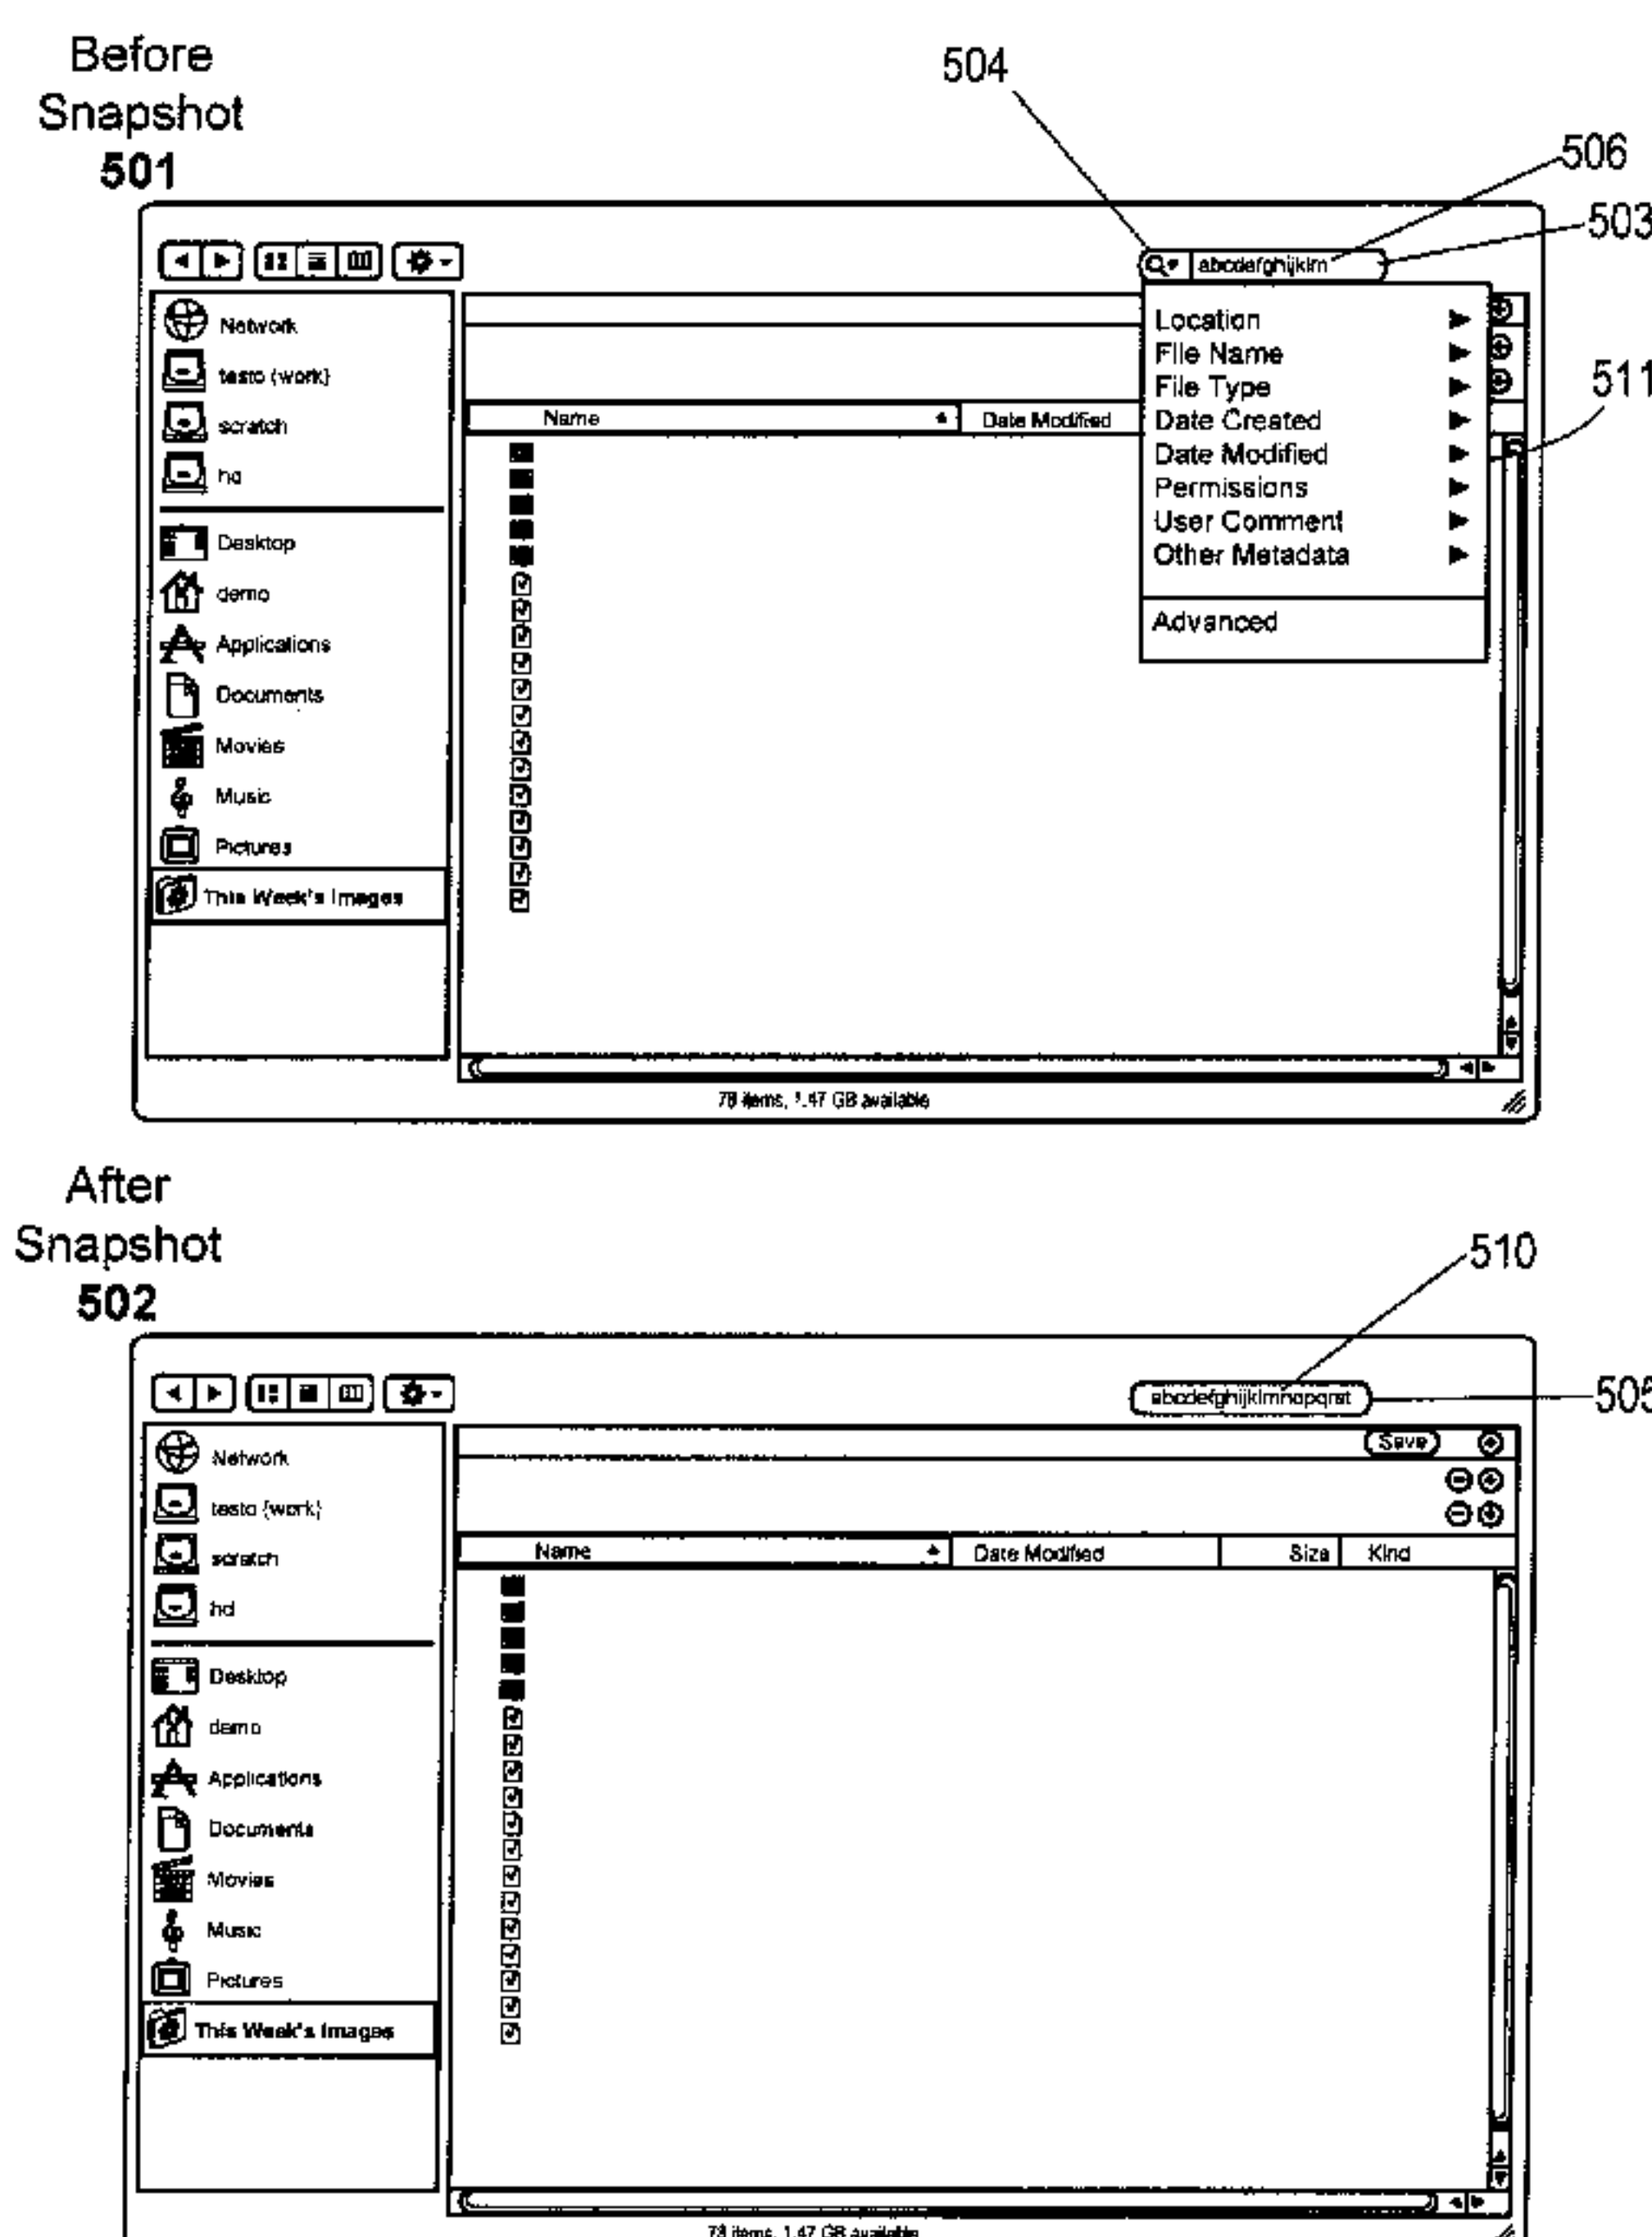 Before
Snapshot
501
504
506
503
abcdefghijklm
Location
File Name
File Type
Date Created
Date Modified
Permissions
User Comment
Other Metadata
Advanced
511
Network
testo (work)
scratch
hd
Desktop
demo
Applications
Documents
Movies
Music
Pictures
This Week's Images
Name
Date Modified
78 items, 1.47 GB available
After
Snapshot
502
510
505
abcdefghijklmnopqrst
Save
Network
testo (work)
scratch
hd
Desktop
demo
Applications
Documents
Movies
Music
Pictures
This Week's Images
Name
Date Modified
Size
Kind
78 items, 1.47 GB available